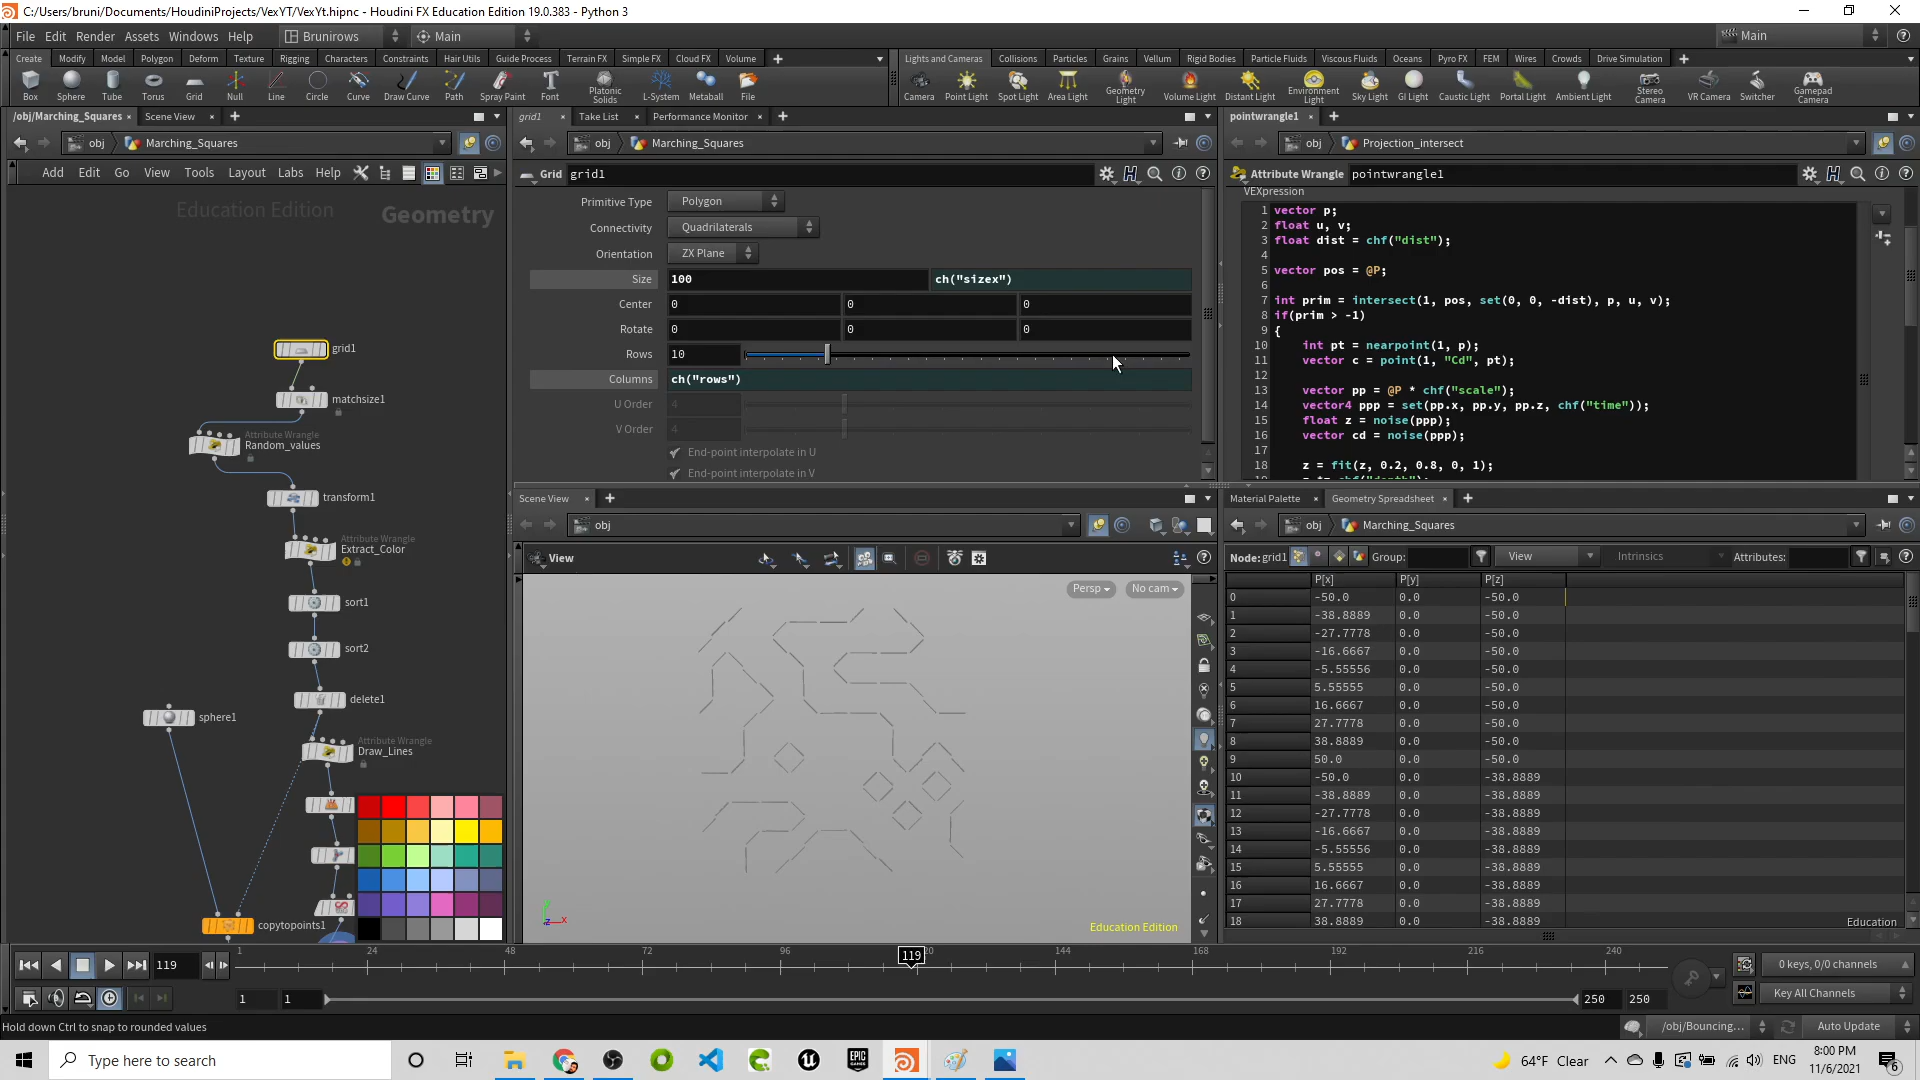 C:/Users/bruni/Documents/HoudiniProjects/VexYT/VexYt.hipnc - Houdini FX Education Edition 19.0.383 - Python 3
File Edit Render Assets Windows Help Brunirows Main Main
Create Modify Model Polygon Deform Texture Rigging Characters Constraints Hair Utils Guide Process Terrain FX Simple FX Cloud FX Volume
Lights and Cameras Collisions Particles Grains Vellum Rigid Bodies Particle Fluids Viscous Fluids Oceans Pyro FX FEM Wires Crowds Drive Simulation
Box Sphere Tube Torus Grid Null Line Circle Curve Draw Curve Path Spray Paint Font Platonic Solids L-System Metaball File
Camera Point Light Spot Light Area Light Geometry Light Volume Light Distant Light Environment Light Sky Light GI Light Caustic Light Portal Light Ambient Light Stereo Camera VR Camera Switcher Gamepad Camera
/obj/Marching_Squares Scene View
obj Marching_Squares
Add Edit Go View Tools Layout Labs Help
Education Edition Geometry
grid1
matchsize1
Attribute Wrangle
Random_values
transform1
Attribute Wrangle
Extract_Color
sort1
sort2
delete1
sphere1
Attribute Wrangle
Draw_Lines
copytopoints1
grid1 Take List Performance Monitor
obj Marching_Squares
Grid grid1
Primitive Type Polygon
Connectivity Quadrilaterals
Orientation ZX Plane
Size 100 ch("sizex")
Center 0 0 0
Rotate 0 0 0
Rows 10
Columns ch("rows")
U Order 4
V Order 4
End-point interpolate in U
End-point interpolate in V
Scene View
obj
View
Persp No cam
Education Edition
y
z x
pointwrangle1
obj Projection_intersect
Attribute Wrangle pointwrangle1
VEXpression
1 vector p;
2 float u, v;
3 float dist = chf("dist");
4
5 vector pos = @P;
6
7 int prim = intersect(1, pos, set(0, 0, -dist), p, u, v);
8 if(prim > -1)
9 {
10 int pt = nearpoint(1, p);
11 vector c = point(1, "Cd", pt);
12
13 vector pp = @P * chf("scale");
14 vector4 ppp = set(pp.x, pp.y, pp.z, chf("time"));
15 float z = noise(ppp);
16 vector cd = noise(ppp);
17
18 z = fit(z, 0.2, 0.8, 0, 1);
Material Palette Geometry Spreadsheet
obj Marching_Squares
Node: grid1 Group: View Intrinsics Attributes:
P[x] P[y] P[z]
0 -50.0 0.0 -50.0
1 -38.8889 0.0 -50.0
2 -27.7778 0.0 -50.0
3 -16.6667 0.0 -50.0
4 -5.55556 0.0 -50.0
5 5.55555 0.0 -50.0
6 16.6667 0.0 -50.0
7 27.7778 0.0 -50.0
8 38.8889 0.0 -50.0
9 50.0 0.0 -50.0
10 -50.0 0.0 -38.8889
11 -38.8889 0.0 -38.8889
12 -27.7778 0.0 -38.8889
13 -16.6667 0.0 -38.8889
14 -5.55556 0.0 -38.8889
15 5.55555 0.0 -38.8889
16 16.6667 0.0 -38.8889
17 27.7778 0.0 -38.8889
18 38.8889 0.0 -38.8889
Education
119 1 24 48 72 96 119 20 144 168 192 216 240
0 keys, 0/0 channels
1 1 250 250 Key All Channels
Hold down Ctrl to snap to rounded values
/obj/Bouncing... Auto Update
Type here to search
64°F Clear ENG 8:00 PM
11/6/2021 6